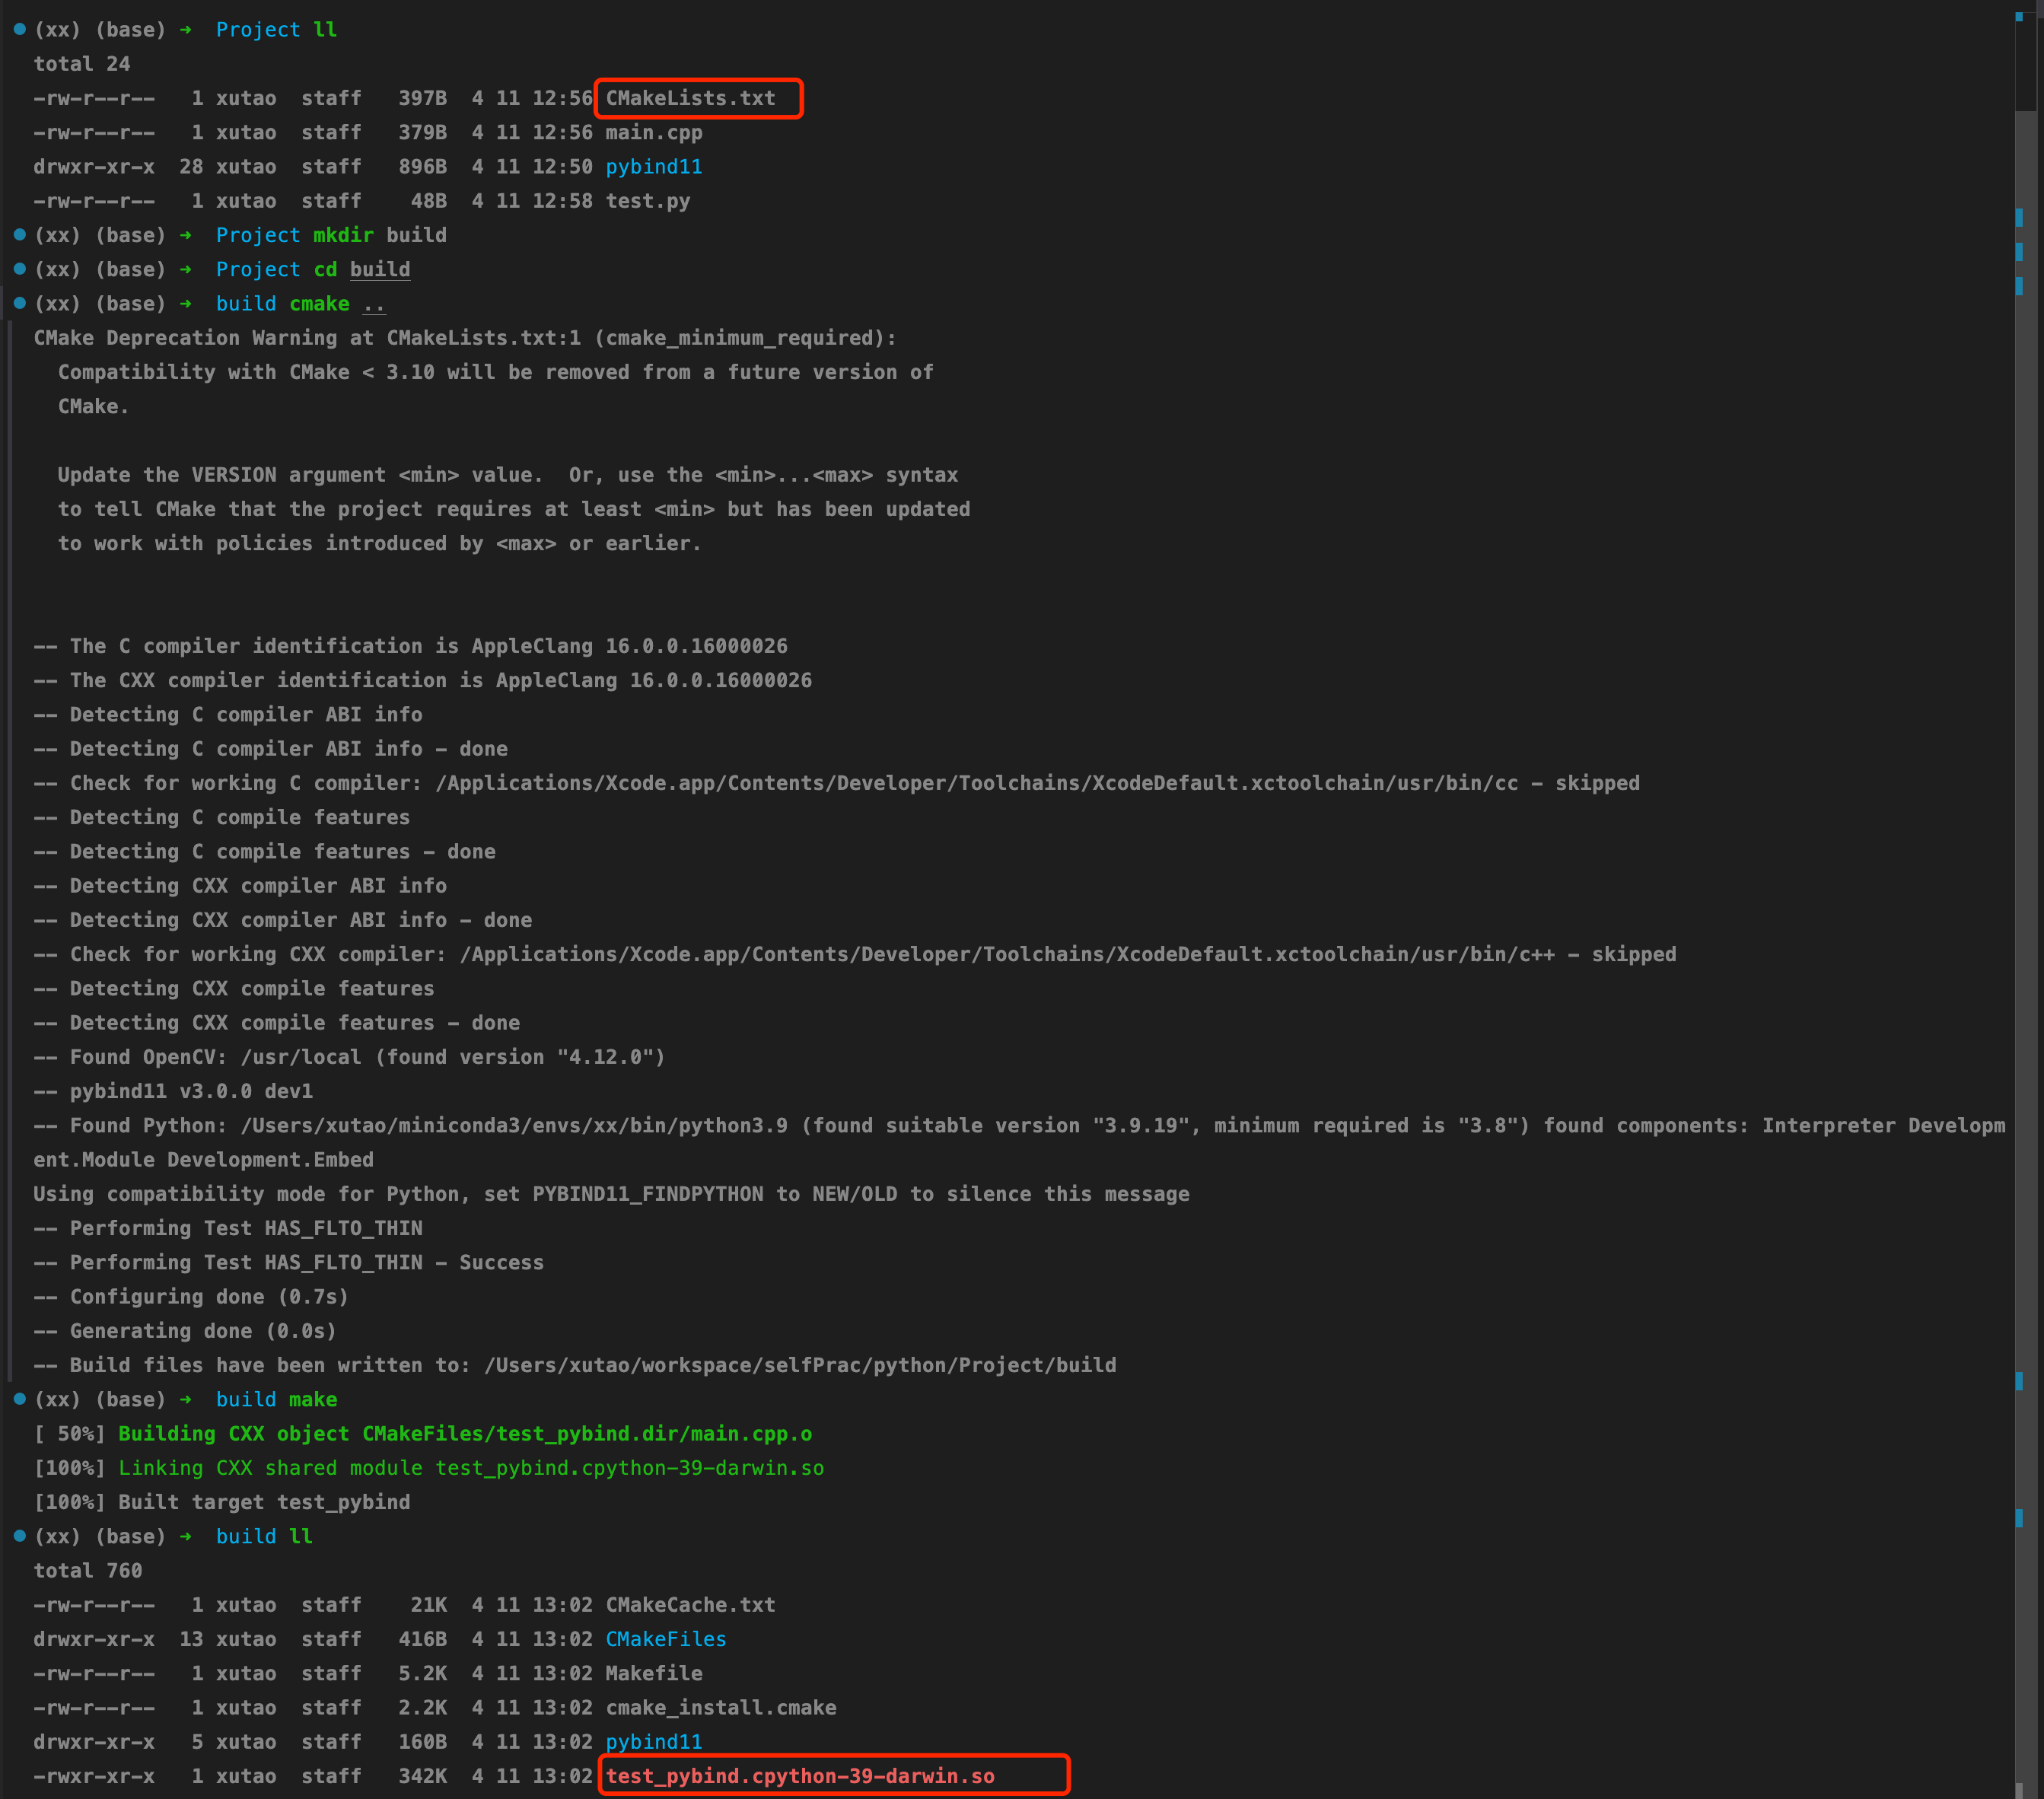 (xx) (base) ➜  Project ll
total 24
-rw-r--r--   1 xutao  staff   397B  4 11 12:56 CMakeLists.txt
-rw-r--r--   1 xutao  staff   379B  4 11 12:56 main.cpp
drwxr-xr-x  28 xutao  staff   896B  4 11 12:50 pybind11
-rw-r--r--   1 xutao  staff    48B  4 11 12:58 test.py
(xx) (base) ➜  Project mkdir build
(xx) (base) ➜  Project cd build
(xx) (base) ➜  build cmake ..
CMake Deprecation Warning at CMakeLists.txt:1 (cmake_minimum_required):
  Compatibility with CMake < 3.10 will be removed from a future version of
  CMake.
  Update the VERSION argument <min> value.  Or, use the <min>...<max> syntax
  to tell CMake that the project requires at least <min> but has been updated
  to work with policies introduced by <max> or earlier.
-- The C compiler identification is AppleClang 16.0.0.16000026
-- The CXX compiler identification is AppleClang 16.0.0.16000026
-- Detecting C compiler ABI info
-- Detecting C compiler ABI info - done
-- Check for working C compiler: /Applications/Xcode.app/Contents/Developer/Toolchains/XcodeDefault.xctoolchain/usr/bin/cc - skipped
-- Detecting C compile features
-- Detecting C compile features - done
-- Detecting CXX compiler ABI info
-- Detecting CXX compiler ABI info - done
-- Check for working CXX compiler: /Applications/Xcode.app/Contents/Developer/Toolchains/XcodeDefault.xctoolchain/usr/bin/c++ - skipped
-- Detecting CXX compile features
-- Detecting CXX compile features - done
-- Found OpenCV: /usr/local (found version "4.12.0")
-- pybind11 v3.0.0 dev1
-- Found Python: /Users/xutao/miniconda3/envs/xx/bin/python3.9 (found suitable version "3.9.19", minimum required is "3.8") found components: Interpreter Developm
ent.Module Development.Embed
Using compatibility mode for Python, set PYBIND11_FINDPYTHON to NEW/OLD to silence this message
-- Performing Test HAS_FLTO_THIN
-- Performing Test HAS_FLTO_THIN - Success
-- Configuring done (0.7s)
-- Generating done (0.0s)
-- Build files have been written to: /Users/xutao/workspace/selfPrac/python/Project/build
(xx) (base) ➜  build make
[ 50%] Building CXX object CMakeFiles/test_pybind.dir/main.cpp.o
[100%] Linking CXX shared module test_pybind.cpython-39-darwin.so
[100%] Built target test_pybind
(xx) (base) ➜  build ll
total 760
-rw-r--r--   1 xutao  staff    21K  4 11 13:02 CMakeCache.txt
drwxr-xr-x  13 xutao  staff   416B  4 11 13:02 CMakeFiles
-rw-r--r--   1 xutao  staff   5.2K  4 11 13:02 Makefile
-rw-r--r--   1 xutao  staff   2.2K  4 11 13:02 cmake_install.cmake
drwxr-xr-x   5 xutao  staff   160B  4 11 13:02 pybind11
-rwxr-xr-x   1 xutao  staff   342K  4 11 13:02 test_pybind.cpython-39-darwin.so